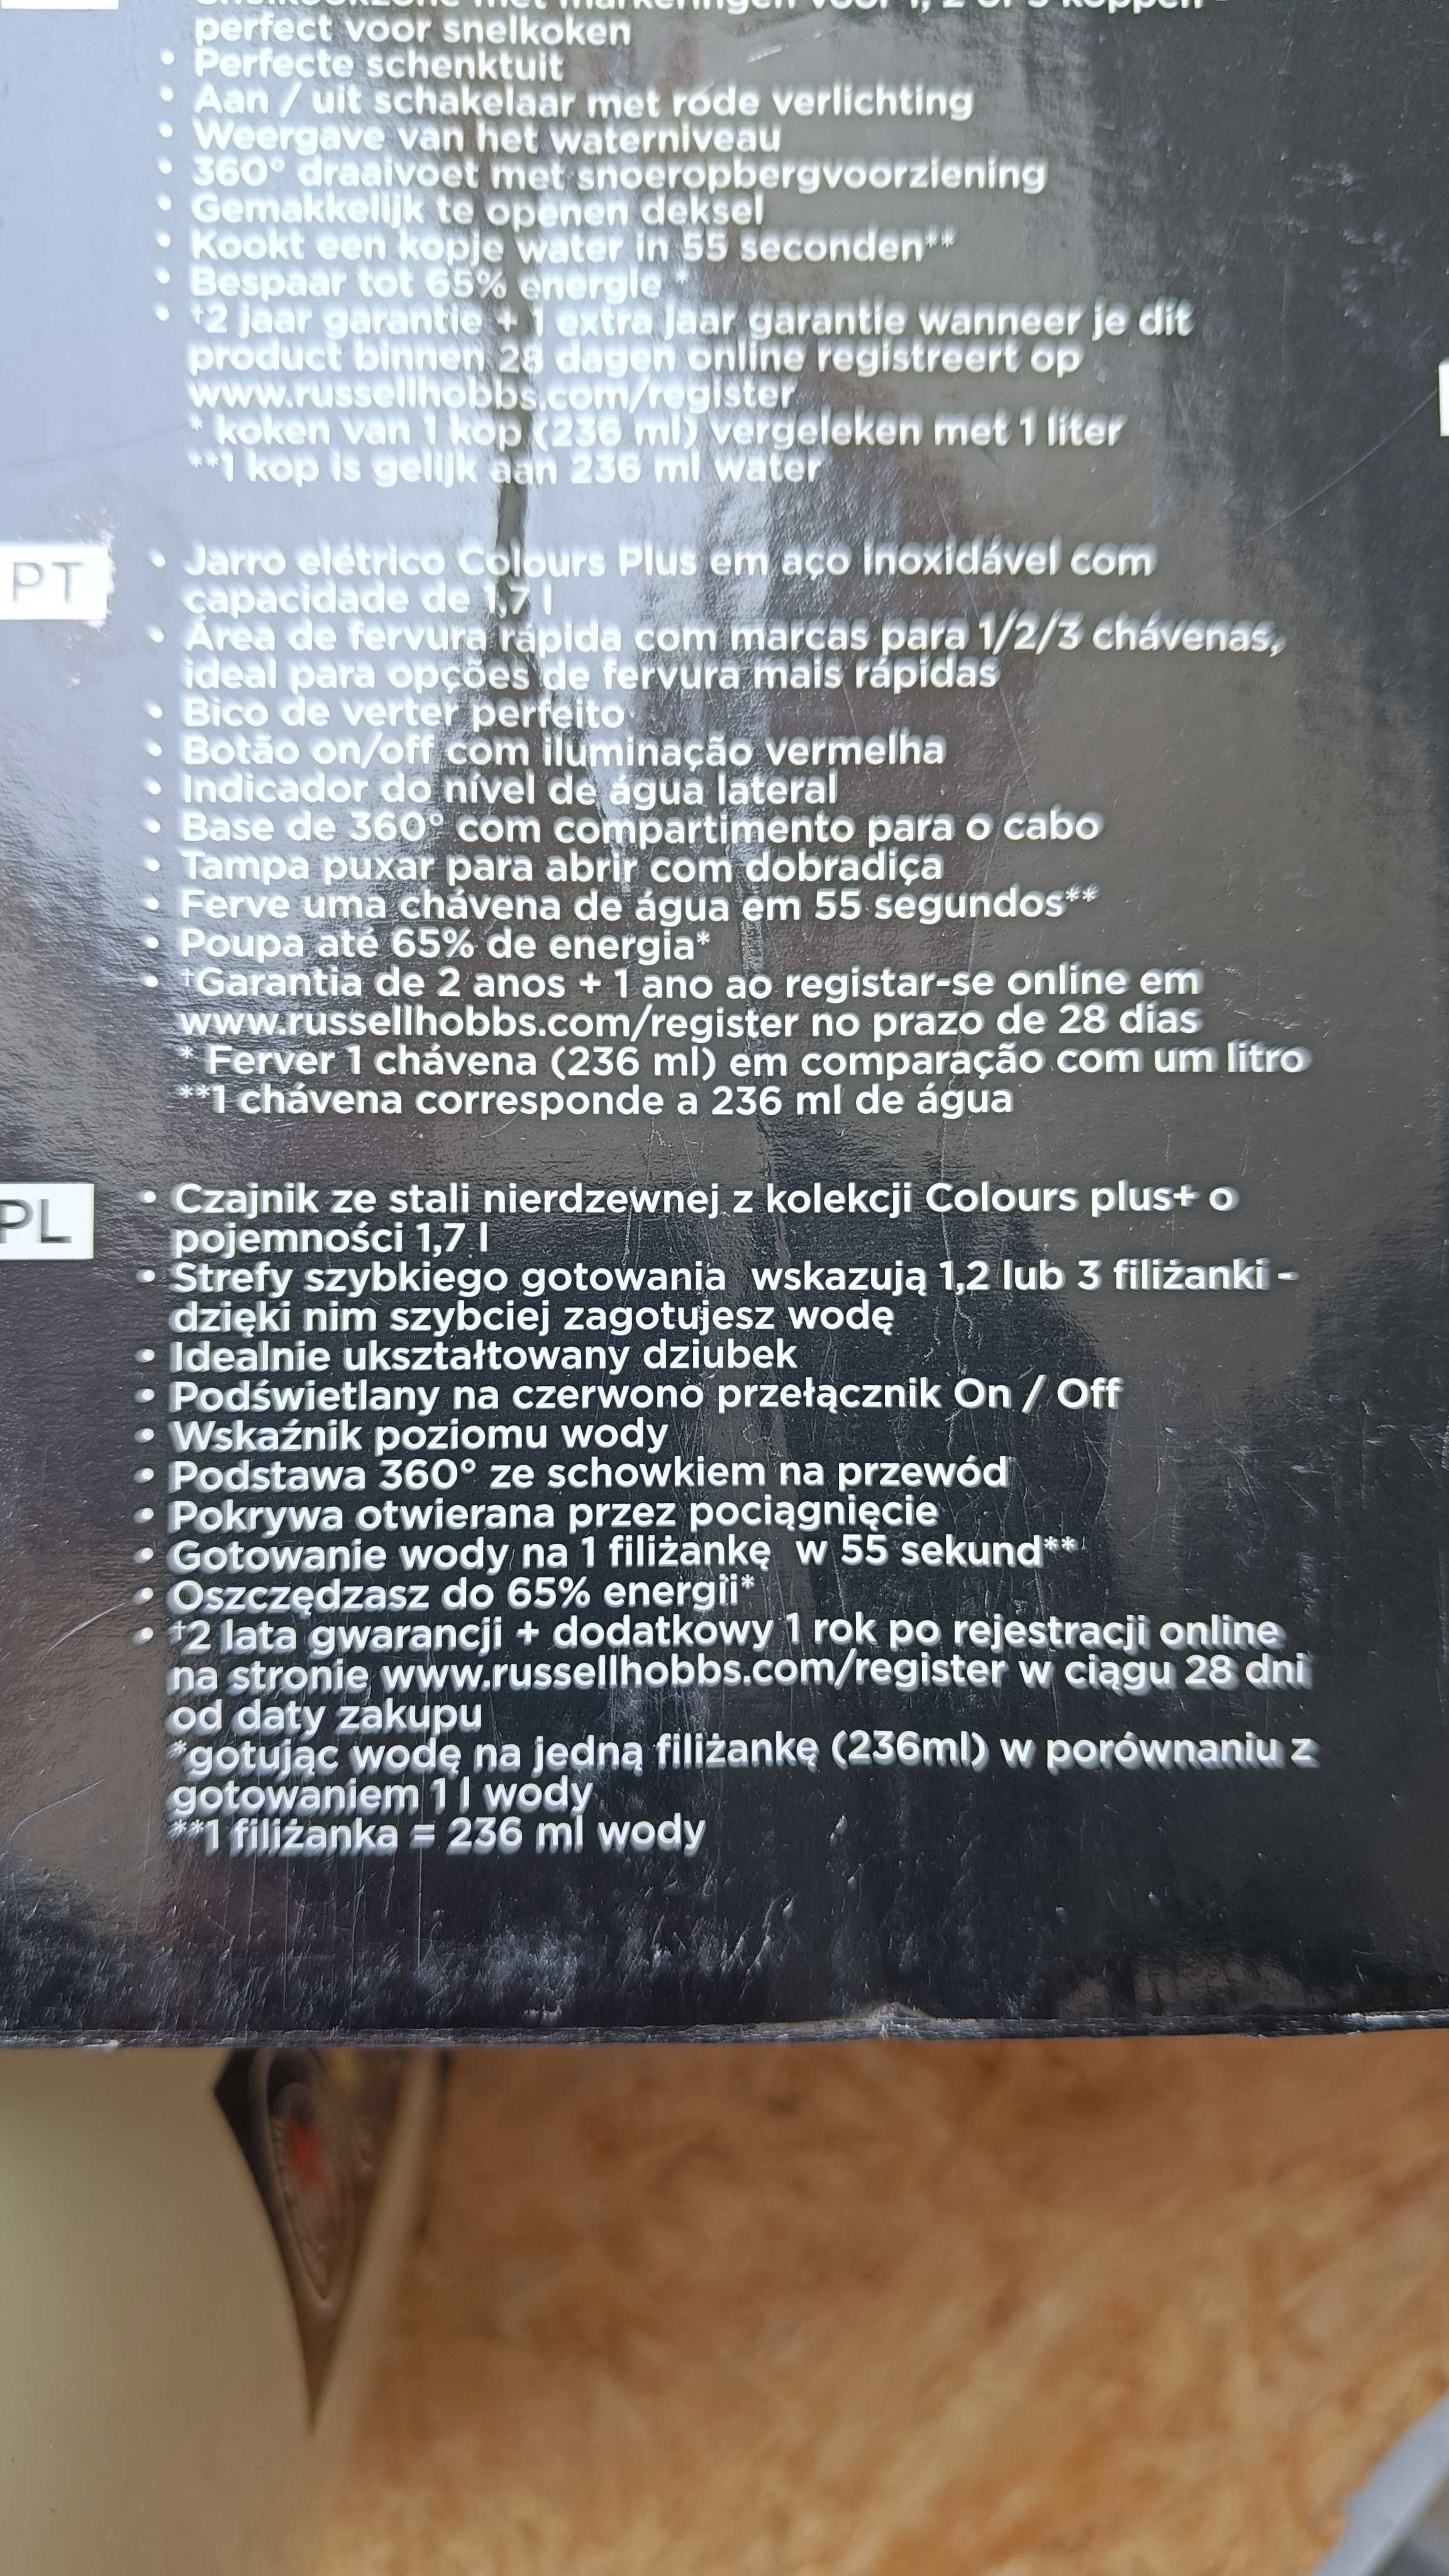 Snelkookzone met markeringen voor 1, 2 of 3 koppen -
perfect voor snelkoken
• Perfecte schenktuit
• Aan / uit schakelaar met rode verlichting
• Weergave van het waterniveau
• 360° draaivoet met snoeropbergvoorziening
• Gemakkelijk te openen deksel
• Kookt een kopje water in 55 seconden**
• Bespaar tot 65% energie *
• †2 jaar garantie + 1 extra jaar garantie wanneer je dit
product binnen 28 dagen online registreert op
www.russellhobbs.com/register
* koken van 1 kop (236 ml) vergeleken met 1 liter
**1 kop is gelijk aan 236 ml water
PT
• Jarro elétrico Colours Plus em aço inoxidável com
capacidade de 1,7 l
• Área de fervura rápida com marcas para 1/2/3 chávenas,
ideal para opções de fervura mais rápidas
• Bico de verter perfeito
• Botão on/off com iluminação vermelha
• Indicador do nível de água lateral
• Base de 360° com compartimento para o cabo
• Tampa puxar para abrir com dobradiça
• Ferve uma chávena de água em 55 segundos**
• Poupa até 65% de energia*
• †Garantia de 2 anos + 1 ano ao registar-se online em
www.russellhobbs.com/register no prazo de 28 dias
* Ferver 1 chávena (236 ml) em comparação com um litro
**1 chávena corresponde a 236 ml de água
PL
• Czajnik ze stali nierdzewnej z kolekcji Colours plus+ o
pojemności 1,7 l
• Strefy szybkiego gotowania wskazują 1,2 lub 3 filiżanki -
dzięki nim szybciej zagotujesz wodę
• Idealnie ukształtowany dziubek
• Podświetlany na czerwono przełącznik On / Off
• Wskaźnik poziomu wody
• Podstawa 360° ze schowkiem na przewód
• Pokrywa otwierana przez pociągnięcie
• Gotowanie wody na 1 filiżankę w 55 sekund**
• Oszczędzasz do 65% energii*
• †2 lata gwarancji + dodatkowy 1 rok po rejestracji online
na stronie www.russellhobbs.com/register w ciągu 28 dni
od daty zakupu
*gotując wodę na jedną filiżankę (236ml) w porównaniu z
gotowaniem 1 l wody
**1 filiżanka = 236 ml wody